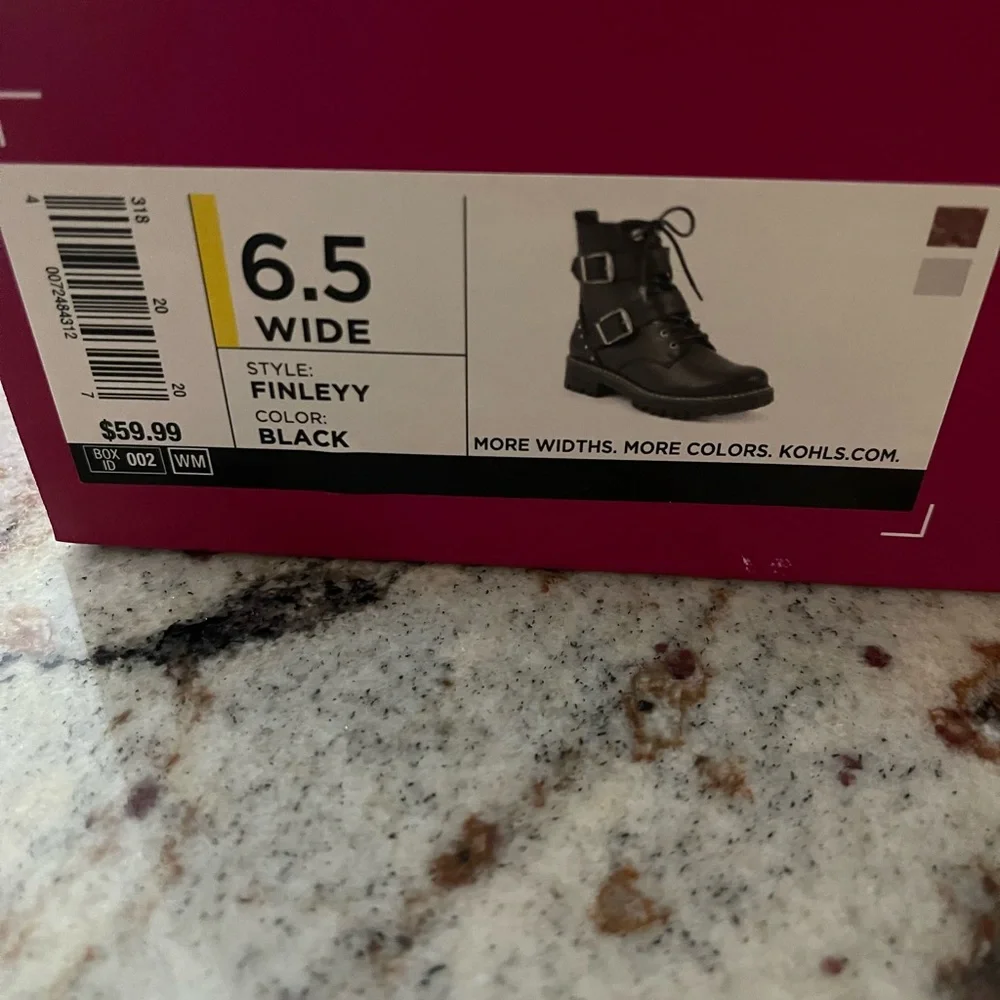 318
20
20
4
0072484312
7
$59.99
BOX ID 002 WM
6.5
WIDE
STYLE:
FINLEYY
COLOR:
BLACK
MORE WIDTHS. MORE COLORS. KOHLS.COM.